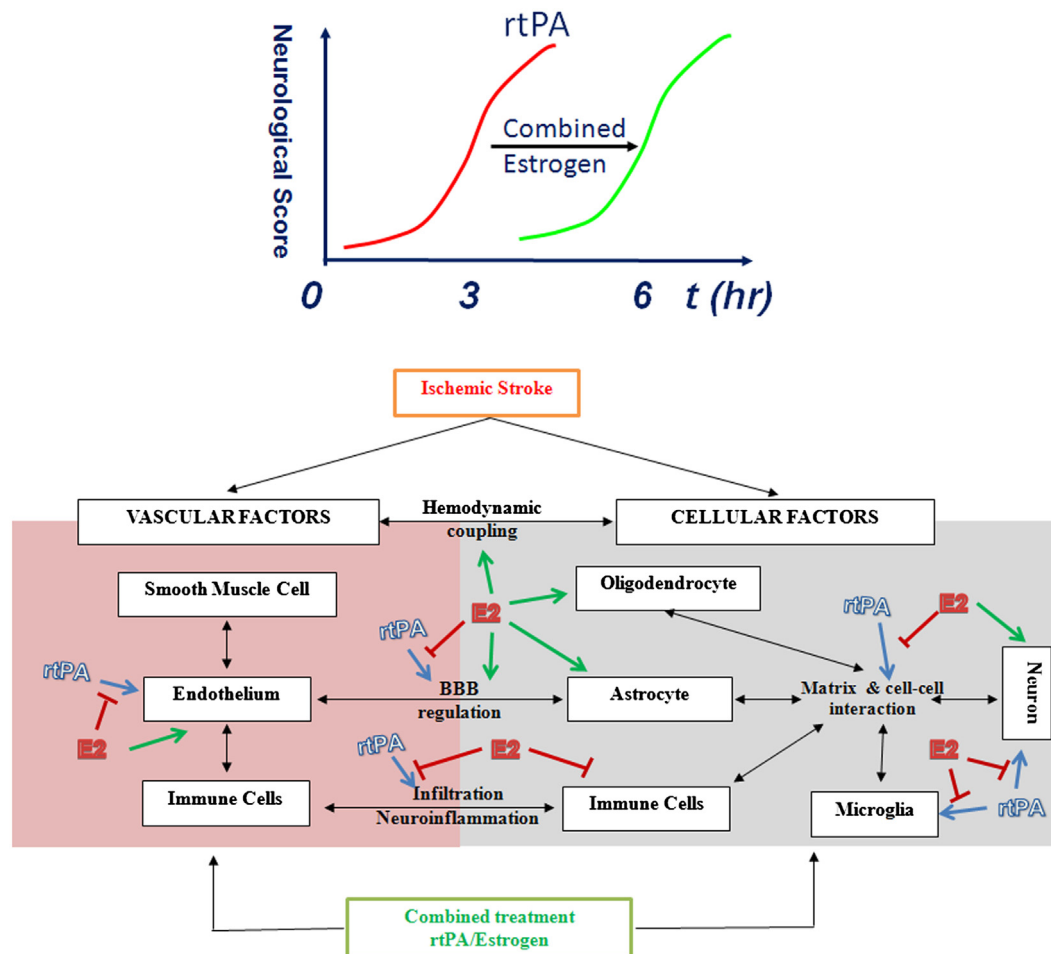 rtPA
Neurological Score
Combined
Estrogen
0 3 6 t (hr)
Ischemic Stroke
VASCULAR FACTORS
Hemodynamic
coupling
CELLULAR FACTORS
Smooth Muscle Cell
Oligodendrocyte
E2
rtPA
rtPA
E2
rtPA
Endothelium
BBB
regulation
Astrocyte
Matrix & cell-cell
interaction
Neuron
E2
rtPA
E2
E2
Immune Cells
Infiltration
Neuroinflammation
Immune Cells
Microglia
rtPA
Combined treatment
rtPA/Estrogen